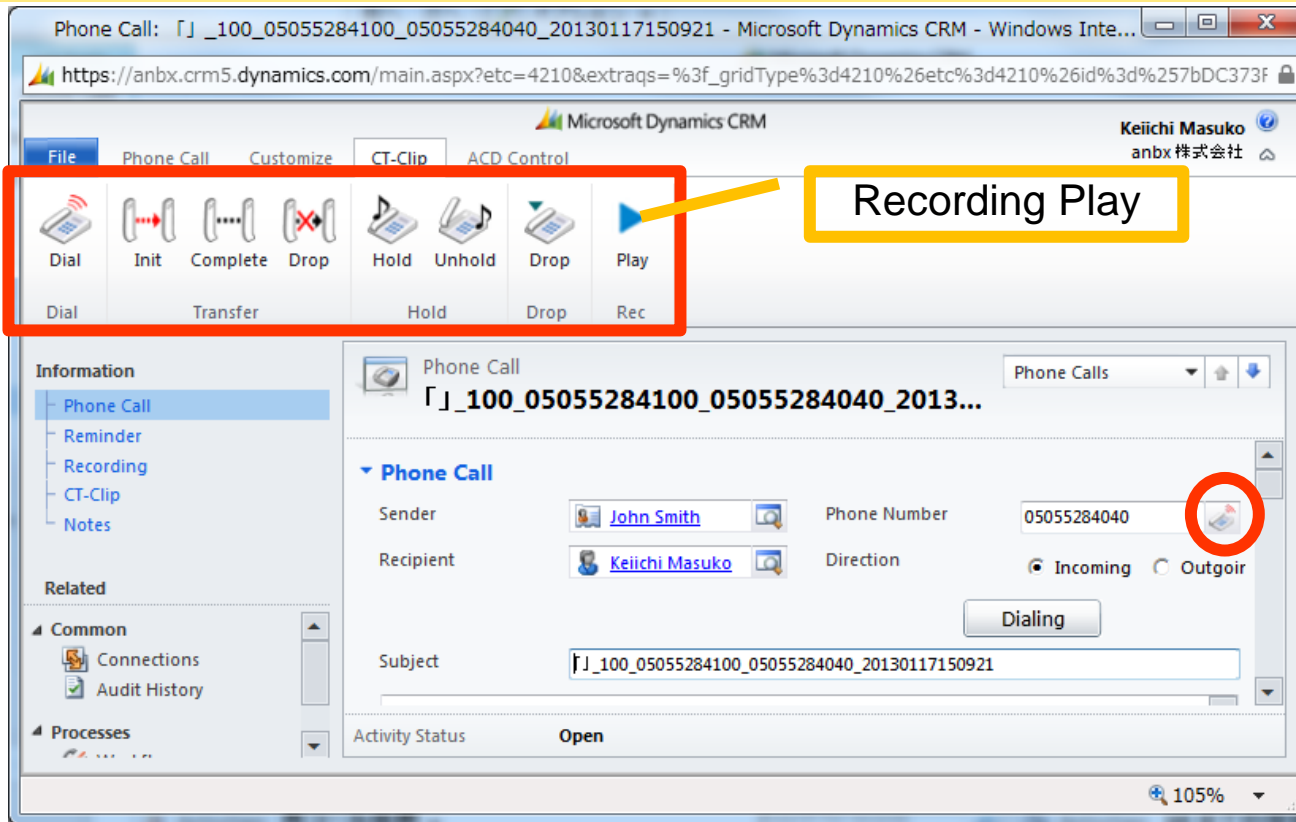 Phone Call: 「」_100_05055284100_05055284040_20130117150921 - Microsoft Dynamics CRM - Windows Inte...
https://anbx.crm5.dynamics.com/main.aspx?etc=4210&extraqs=%3f_gridType%3d4210%26etc%3d4210%26id%3d%257bDC373F
Microsoft Dynamics CRM
Keiichi Masuko
File Phone Call Customize CT-Clip ACD Control
anbx株式会社
Recording Play
Dial Init Complete Drop Hold Unhold Drop Play
Dial Transfer Hold Drop Rec
Information
Phone Call
Reminder
Recording
CT-Clip
Notes
Related
Common
Connections
Audit History
Processes
Phone Call
Phone Calls
「」_100_05055284100_05055284040_2013...
Phone Call
Sender John Smith Phone Number 05055284040
Recipient Keiichi Masuko Direction Incoming Outgoin
Dialing
Subject 「」_100_05055284100_05055284040_20130117150921
Activity Status Open
105%